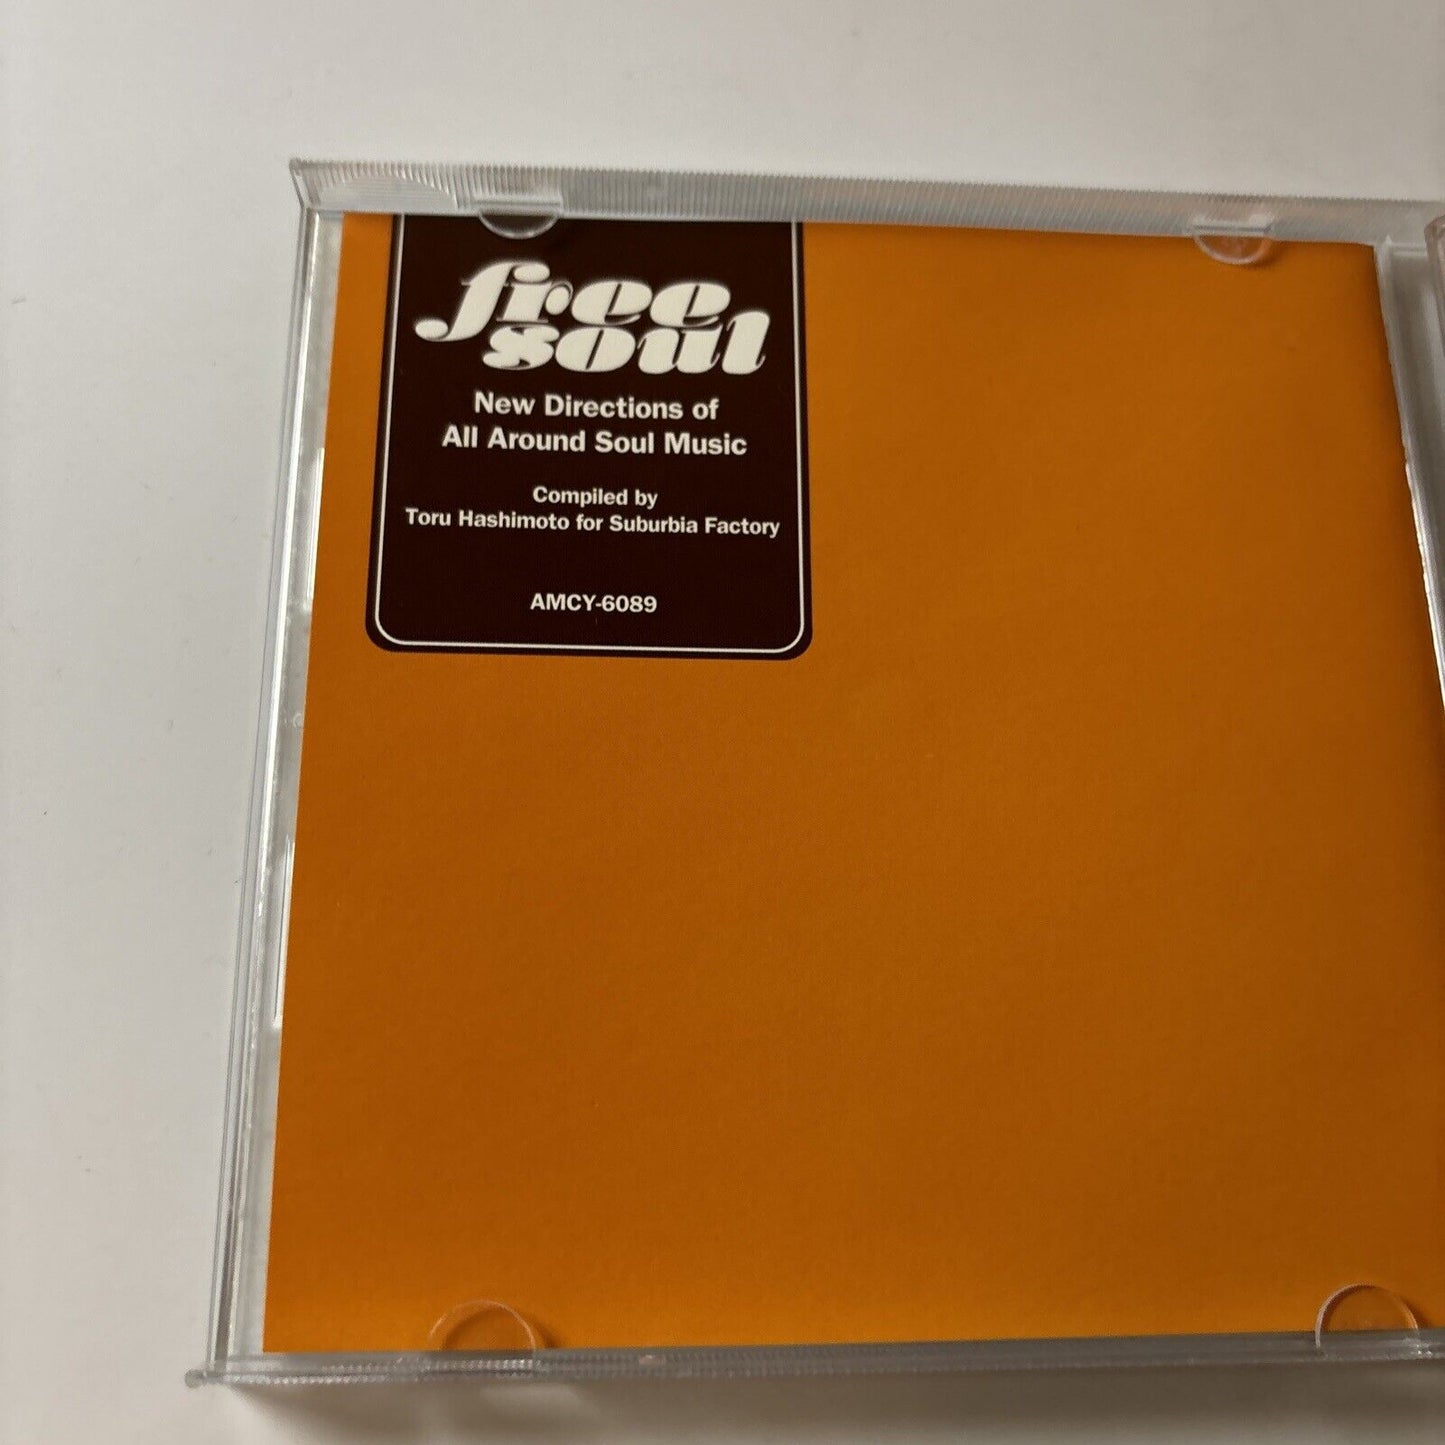 free
soul
New Directions of
All Around Soul Music
Compiled by
Toru Hashimoto for Suburbia Factory
AMCY-6089